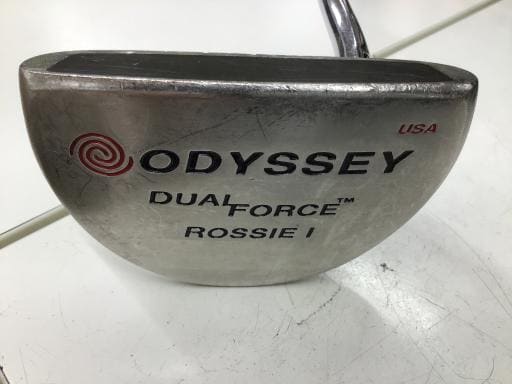 USA
ODYSSEY
DUAL FORCE™
ROSSIE I